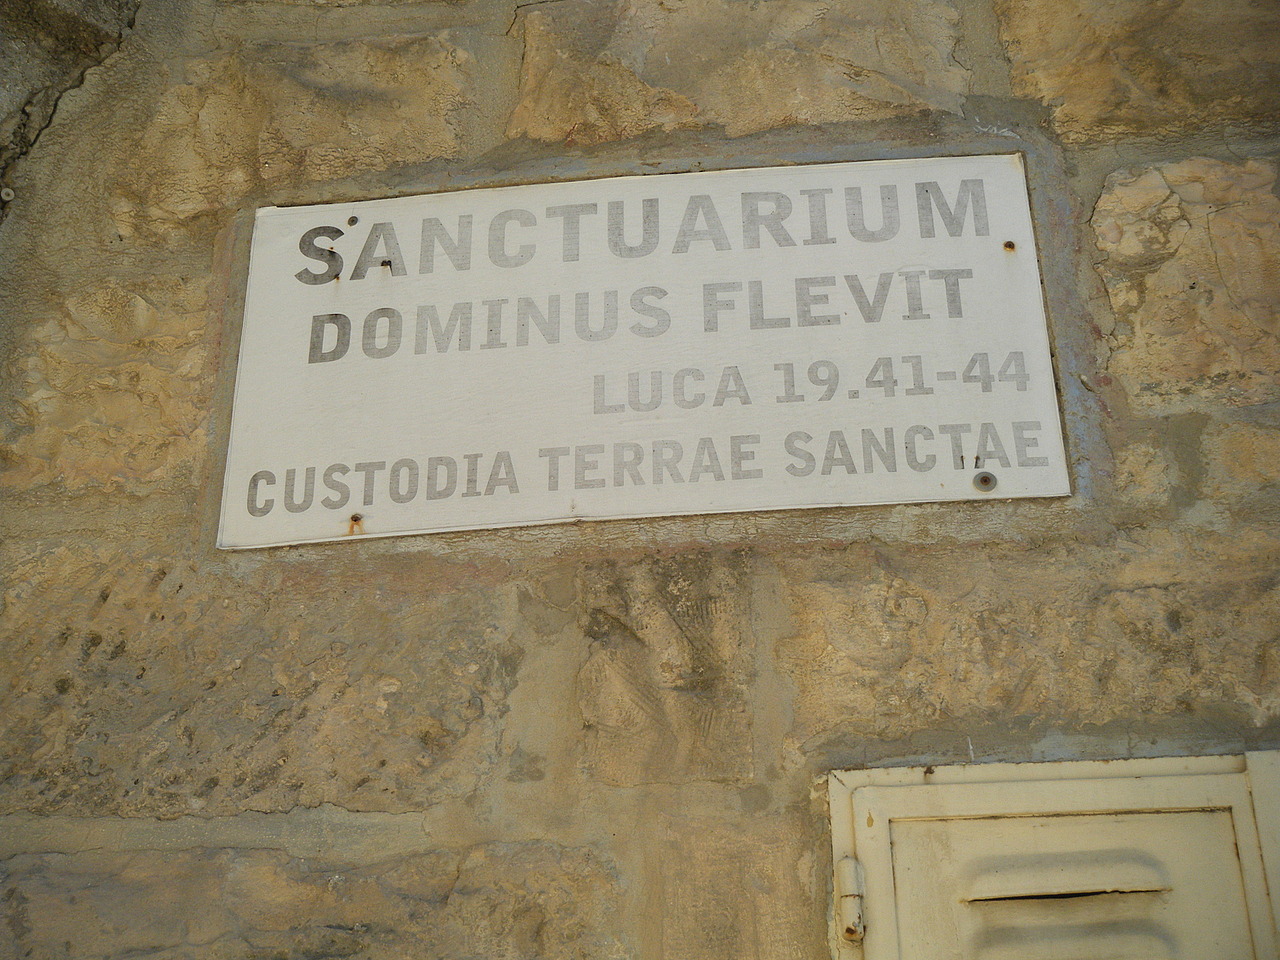 SANCTUARIUM
DOMINUS FLEVIT
LUCA 19.41-44
CUSTODIA TERRAE SANCTAE